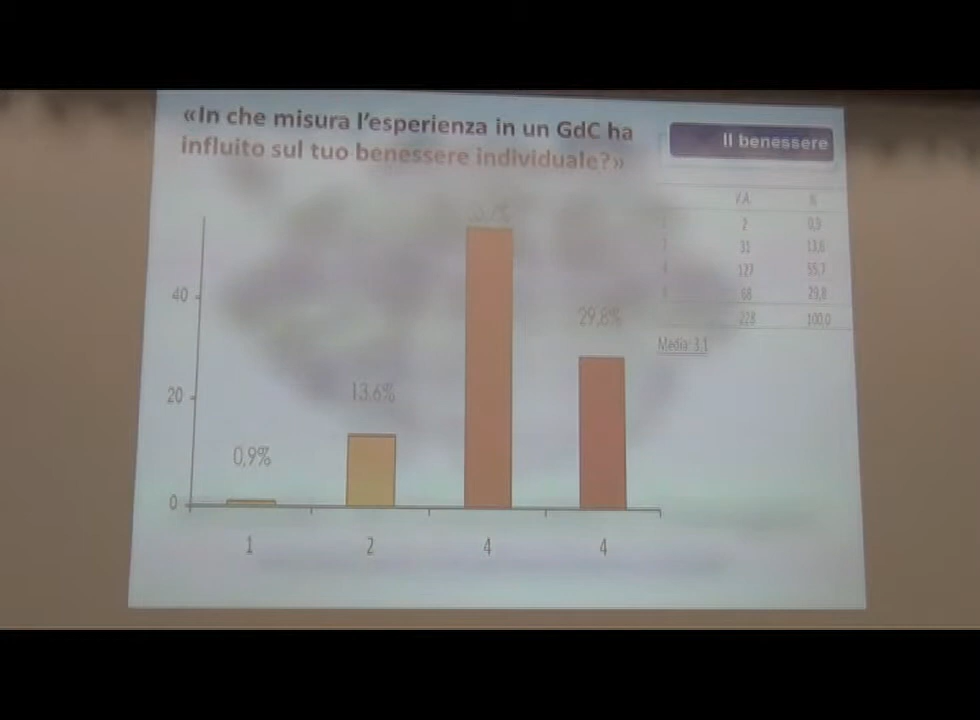 «In che misura l'esperienza in un GdC ha
influito sul tuo benessere individuale?»
Il benessere
V.A. %
2 0,9
31 13,6
127 55,7
68 29,8
228 100,0
Media: 3,1
40
20
0
0,9%
13,6%
29,8%
1 2 4 4